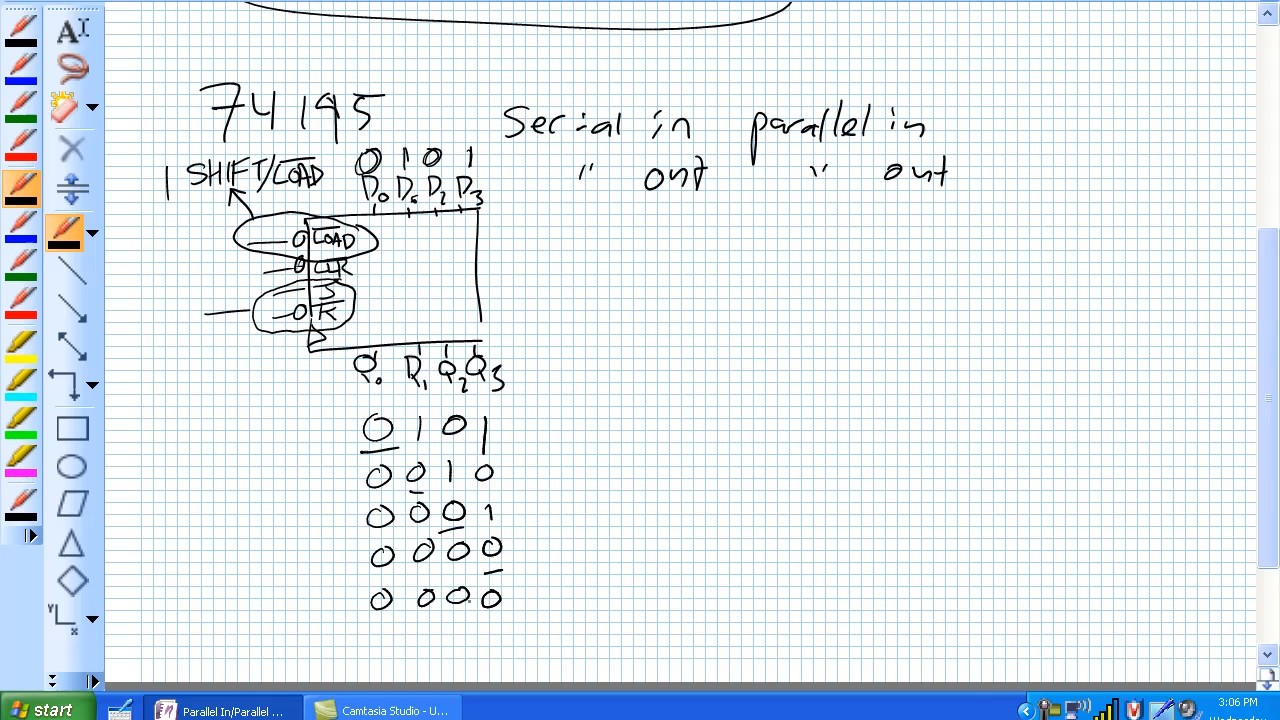 74195
Serial in parallel in
" out " out
1 SHIFT/LOAD
0 1 0 1
D0 D1 D2 D3
LOAD
CLR
J
K
Q0 Q1 Q2 Q3
0 1 0 1
0 0 1 0
0 0 0 1
0 0 0 0
0 0 0 0
start
Parallel In/Parallel ...
Camtasia Studio - U...
3:06 PM